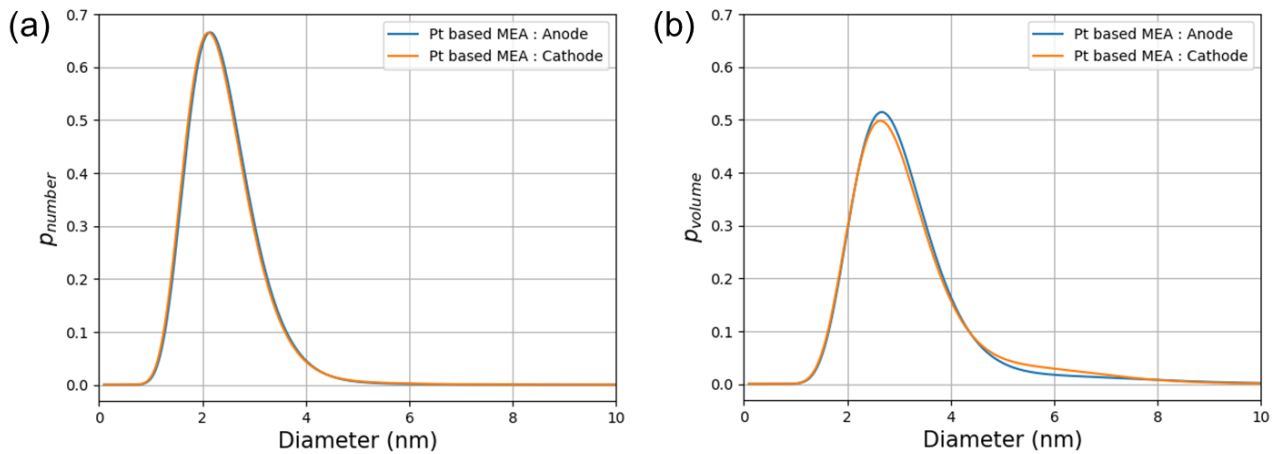 (a)
Pt based MEA : Anode
Pt based MEA : Cathode
0.7
0.6
0.5
0.4
0.3
0.2
0.1
0.0
p_number
0 2 4 6 8 10
Diameter (nm)
(b)
Pt based MEA : Anode
Pt based MEA : Cathode
0.7
0.6
0.5
0.4
0.3
0.2
0.1
0.0
p_volume
0 2 4 6 8 10
Diameter (nm)